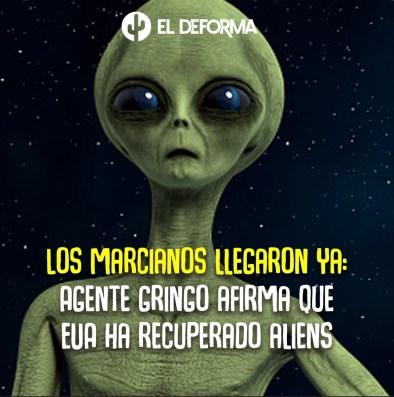 EL DEFORMA
LOS MARCIANOS LLEGARON YA:
AGENTE GRINGO AFIRMA QUE
EUA HA RECUPERADO ALIENS